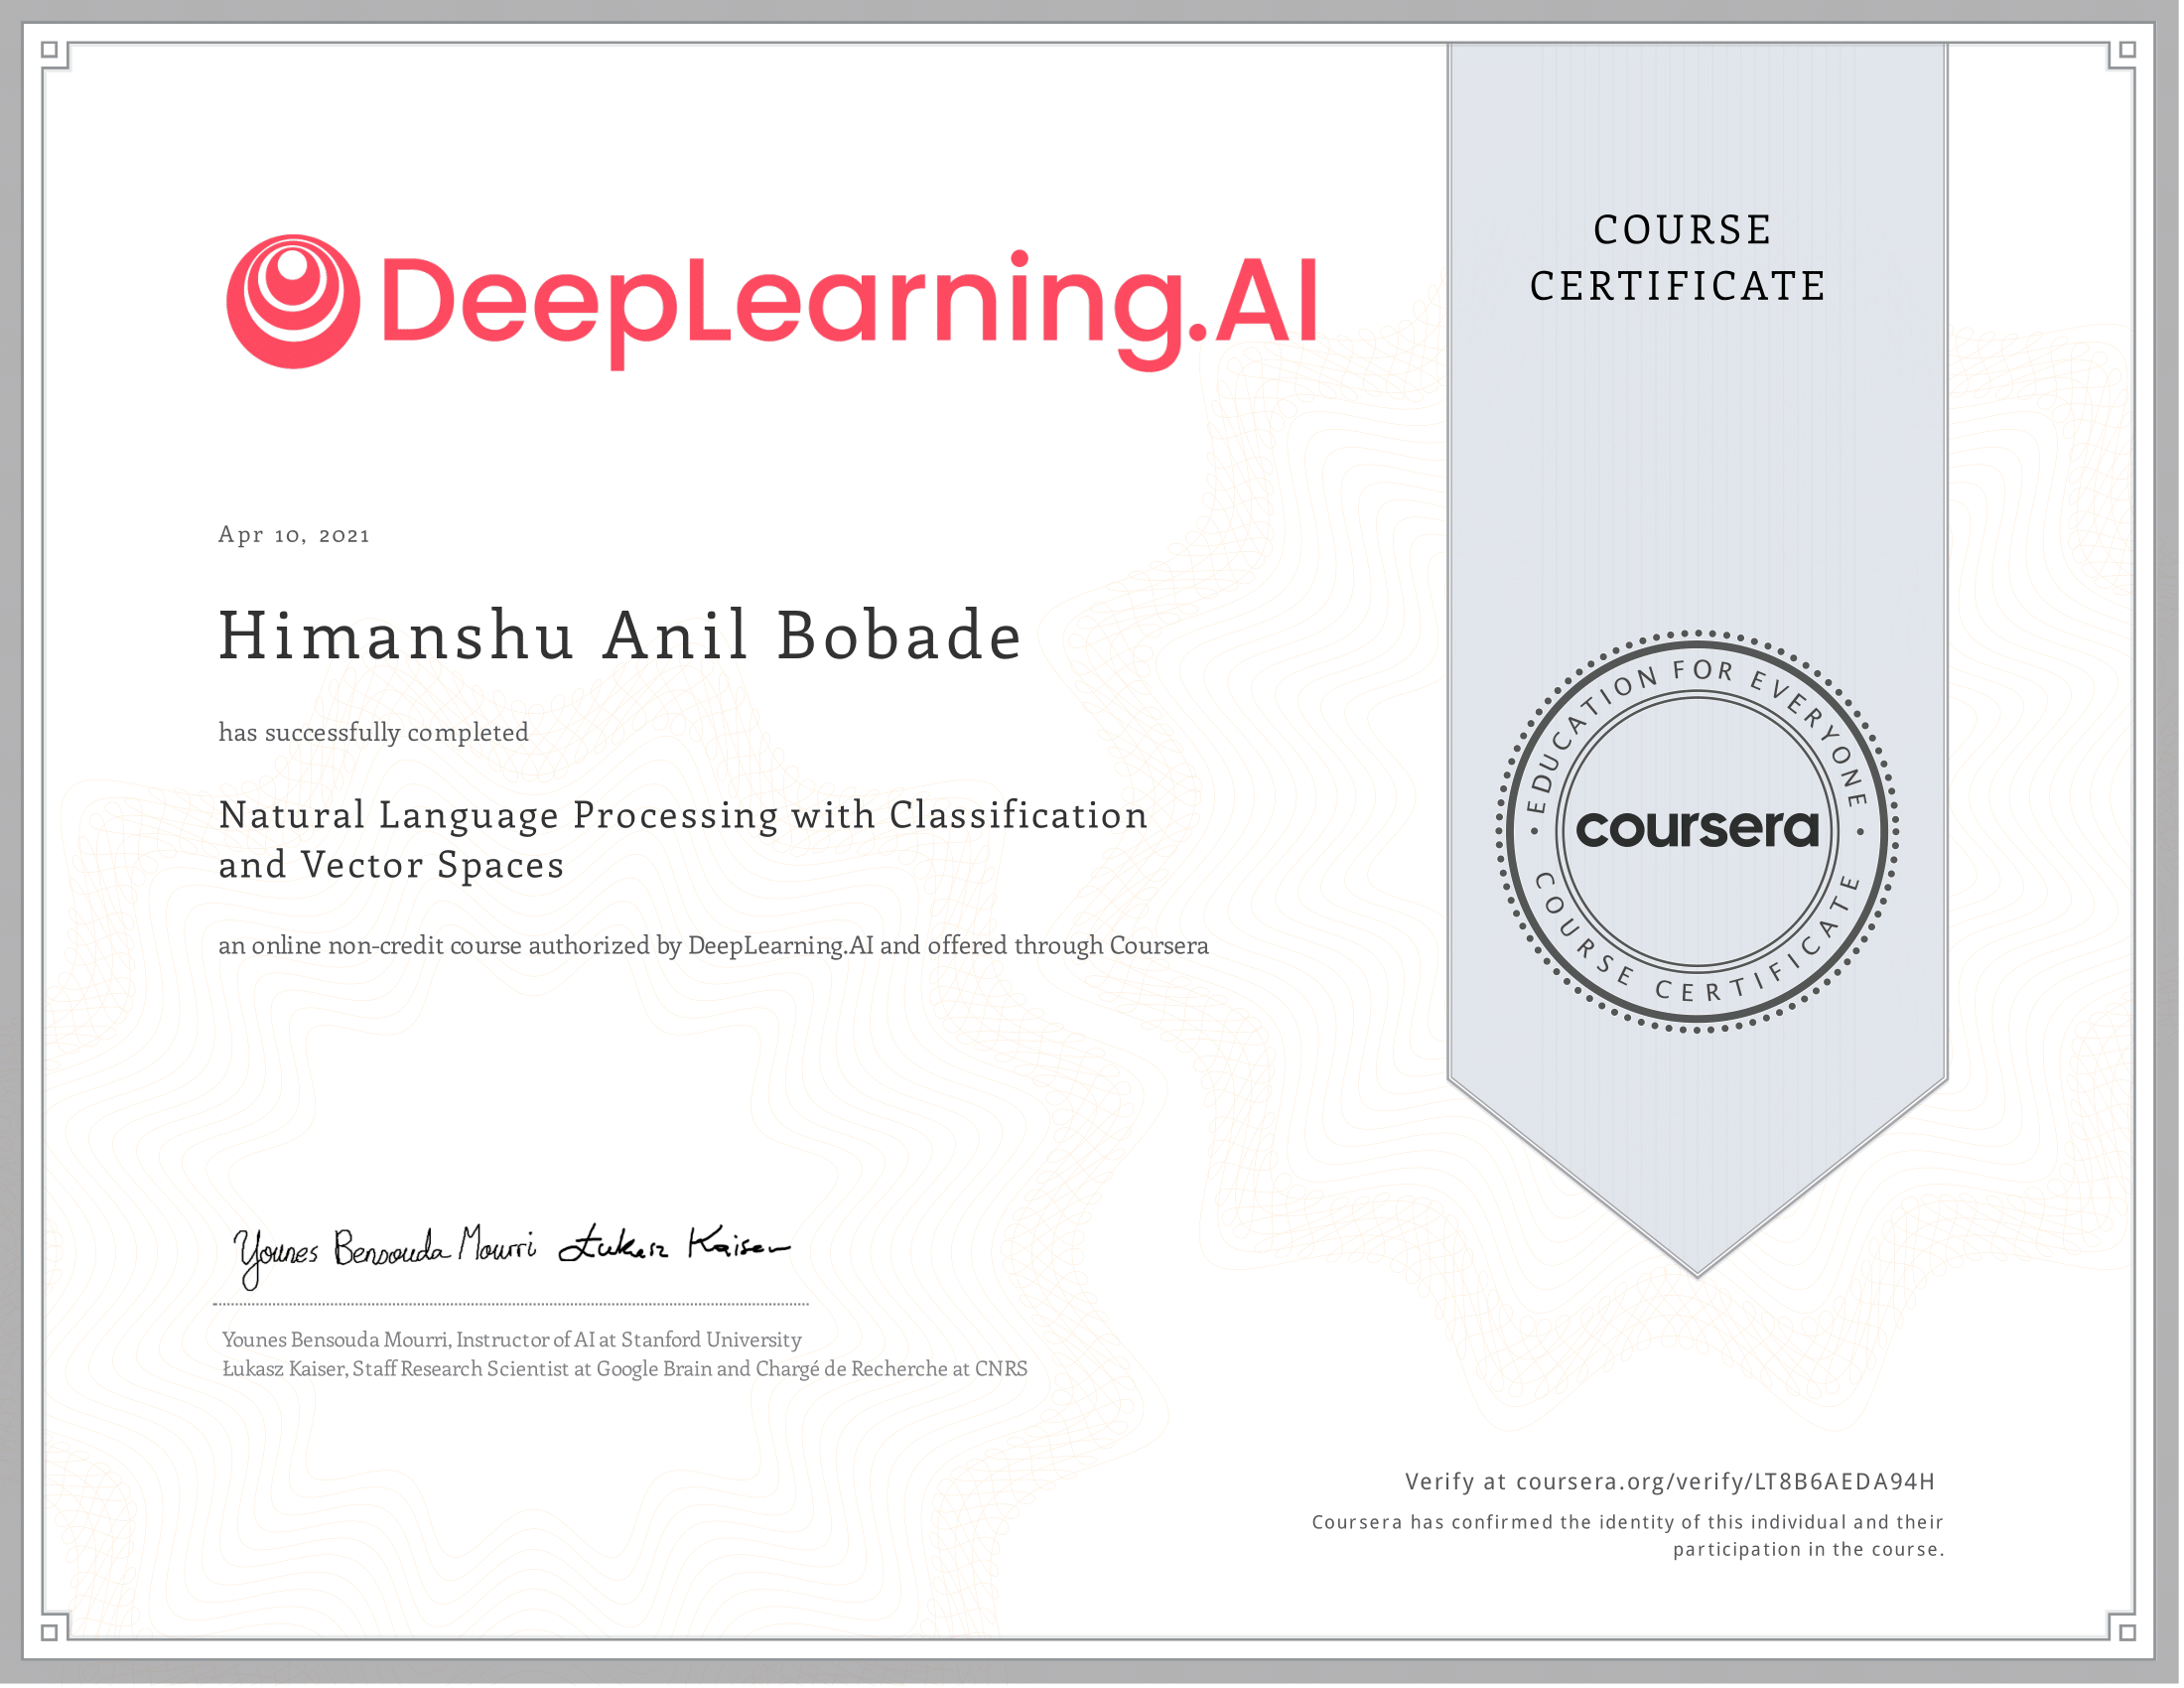 DeepLearning.AI
COURSE
CERTIFICATE
Apr 10, 2021
Himanshu Anil Bobade
has successfully completed
Natural Language Processing with Classification
and Vector Spaces
an online non-credit course authorized by DeepLearning.AI and offered through Coursera
EDUCATION FOR EVERYONE
coursera
COURSE CERTIFICATE
Younes Bensouda Mourri Łukasz Kaiser
Younes Bensouda Mourri, Instructor of AI at Stanford University
Łukasz Kaiser, Staff Research Scientist at Google Brain and Chargé de Recherche at CNRS
Verify at coursera.org/verify/LT8B6AEDA94H
Coursera has confirmed the identity of this individual and their
participation in the course.